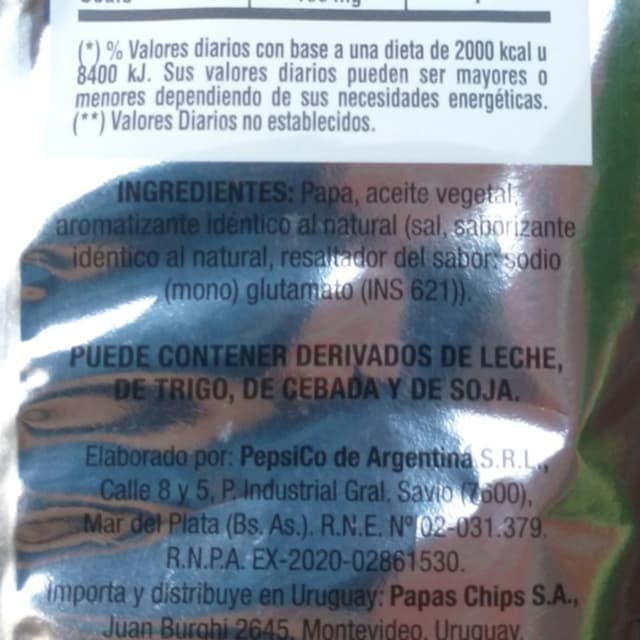 (*) % Valores diarios con base a una dieta de 2000 kcal u
8400 kJ. Sus valores diarios pueden ser mayores o
menores dependiendo de sus necesidades energéticas.
(**) Valores Diarios no establecidos.
INGREDIENTES: Papa, aceite vegetal,
aromatizante idéntico al natural (sal, saborizante
idéntico al natural, resaltador del sabor: sodio
(mono) glutamato (INS 621)).
PUEDE CONTENER DERIVADOS DE LECHE,
DE TRIGO, DE CEBADA Y DE SOJA.
Elaborado por: PepsiCo de Argentina S.R.L.,
Calle 8 y 5, P. Industrial Gral. Savio (7600),
Mar del Plata (Bs. As.). R.N.E. Nº 02-031.379.
R.N.P.A. EX-2020-02861530.
Importa y distribuye en Uruguay: Papas Chips S.A.,
Juan Burghi 2645, Montevideo, Uruguay.